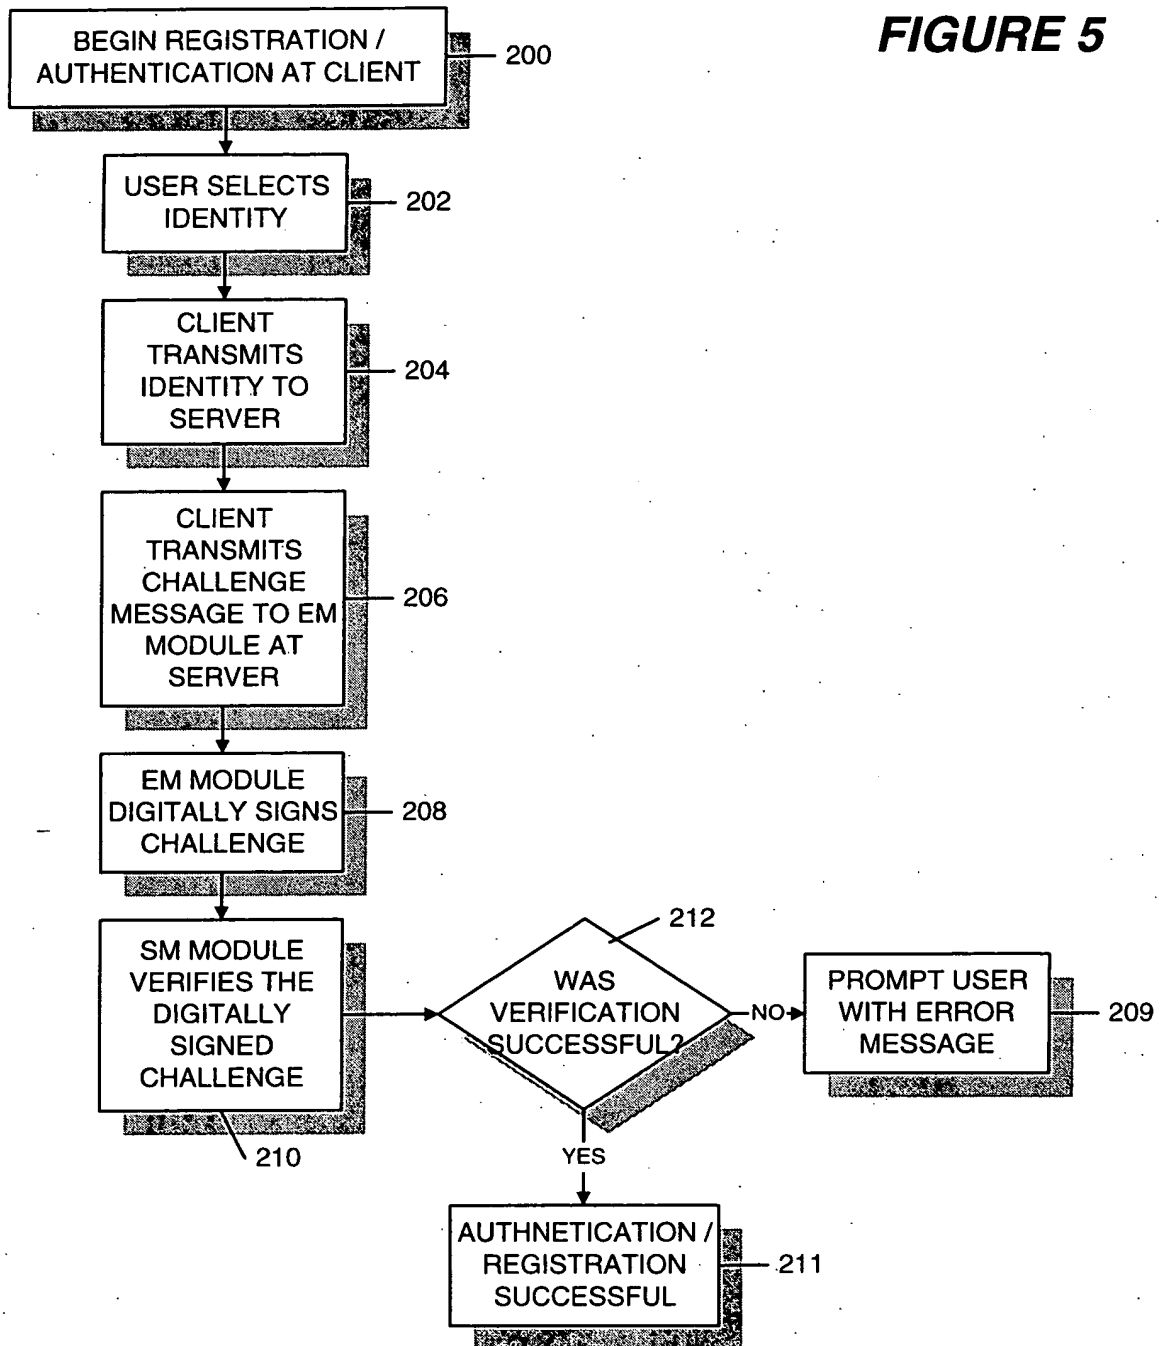 FIGURE 5
BEGIN REGISTRATION /
AUTHENTICATION AT CLIENT
200
USER SELECTS
IDENTITY
202
CLIENT
TRANSMITS
IDENTITY TO
SERVER
204
CLIENT
TRANSMITS
CHALLENGE
MESSAGE TO EM
MODULE AT
SERVER
206
EM MODULE
DIGITALLY SIGNS
CHALLENGE
208
SM MODULE
VERIFIES THE
DIGITALLY
SIGNED
CHALLENGE
210
212
WAS
VERIFICATION
SUCCESSFUL?
NO
PROMPT USER
WITH ERROR
MESSAGE
209
YES
AUTHNETICATION /
REGISTRATION
SUCCESSFUL
211